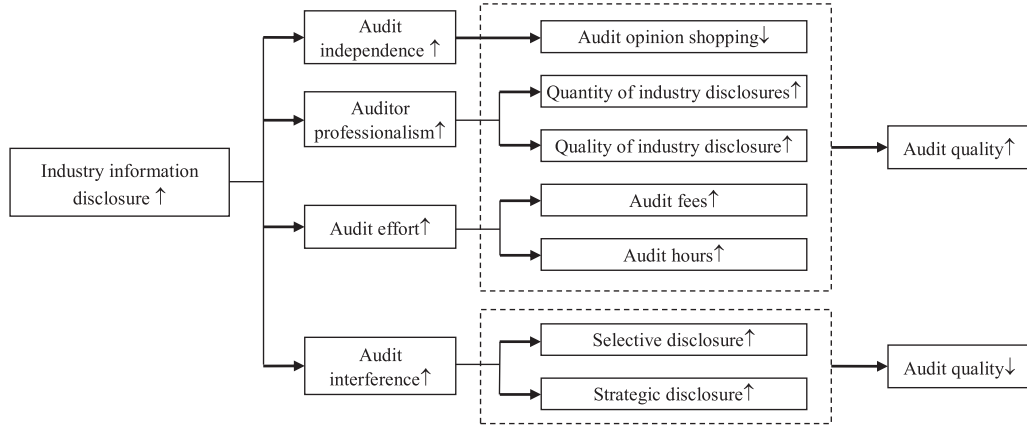 Industry information
disclosure ↑
Audit
independence ↑
Auditor
professionalism↑
Audit effort↑
Audit
interference↑
Audit opinion shopping↓
Quantity of industry disclosures↑
Quality of industry disclosure↑
Audit fees↑
Audit hours↑
Selective disclosure↑
Strategic disclosure↑
Audit quality↑
Audit quality↓